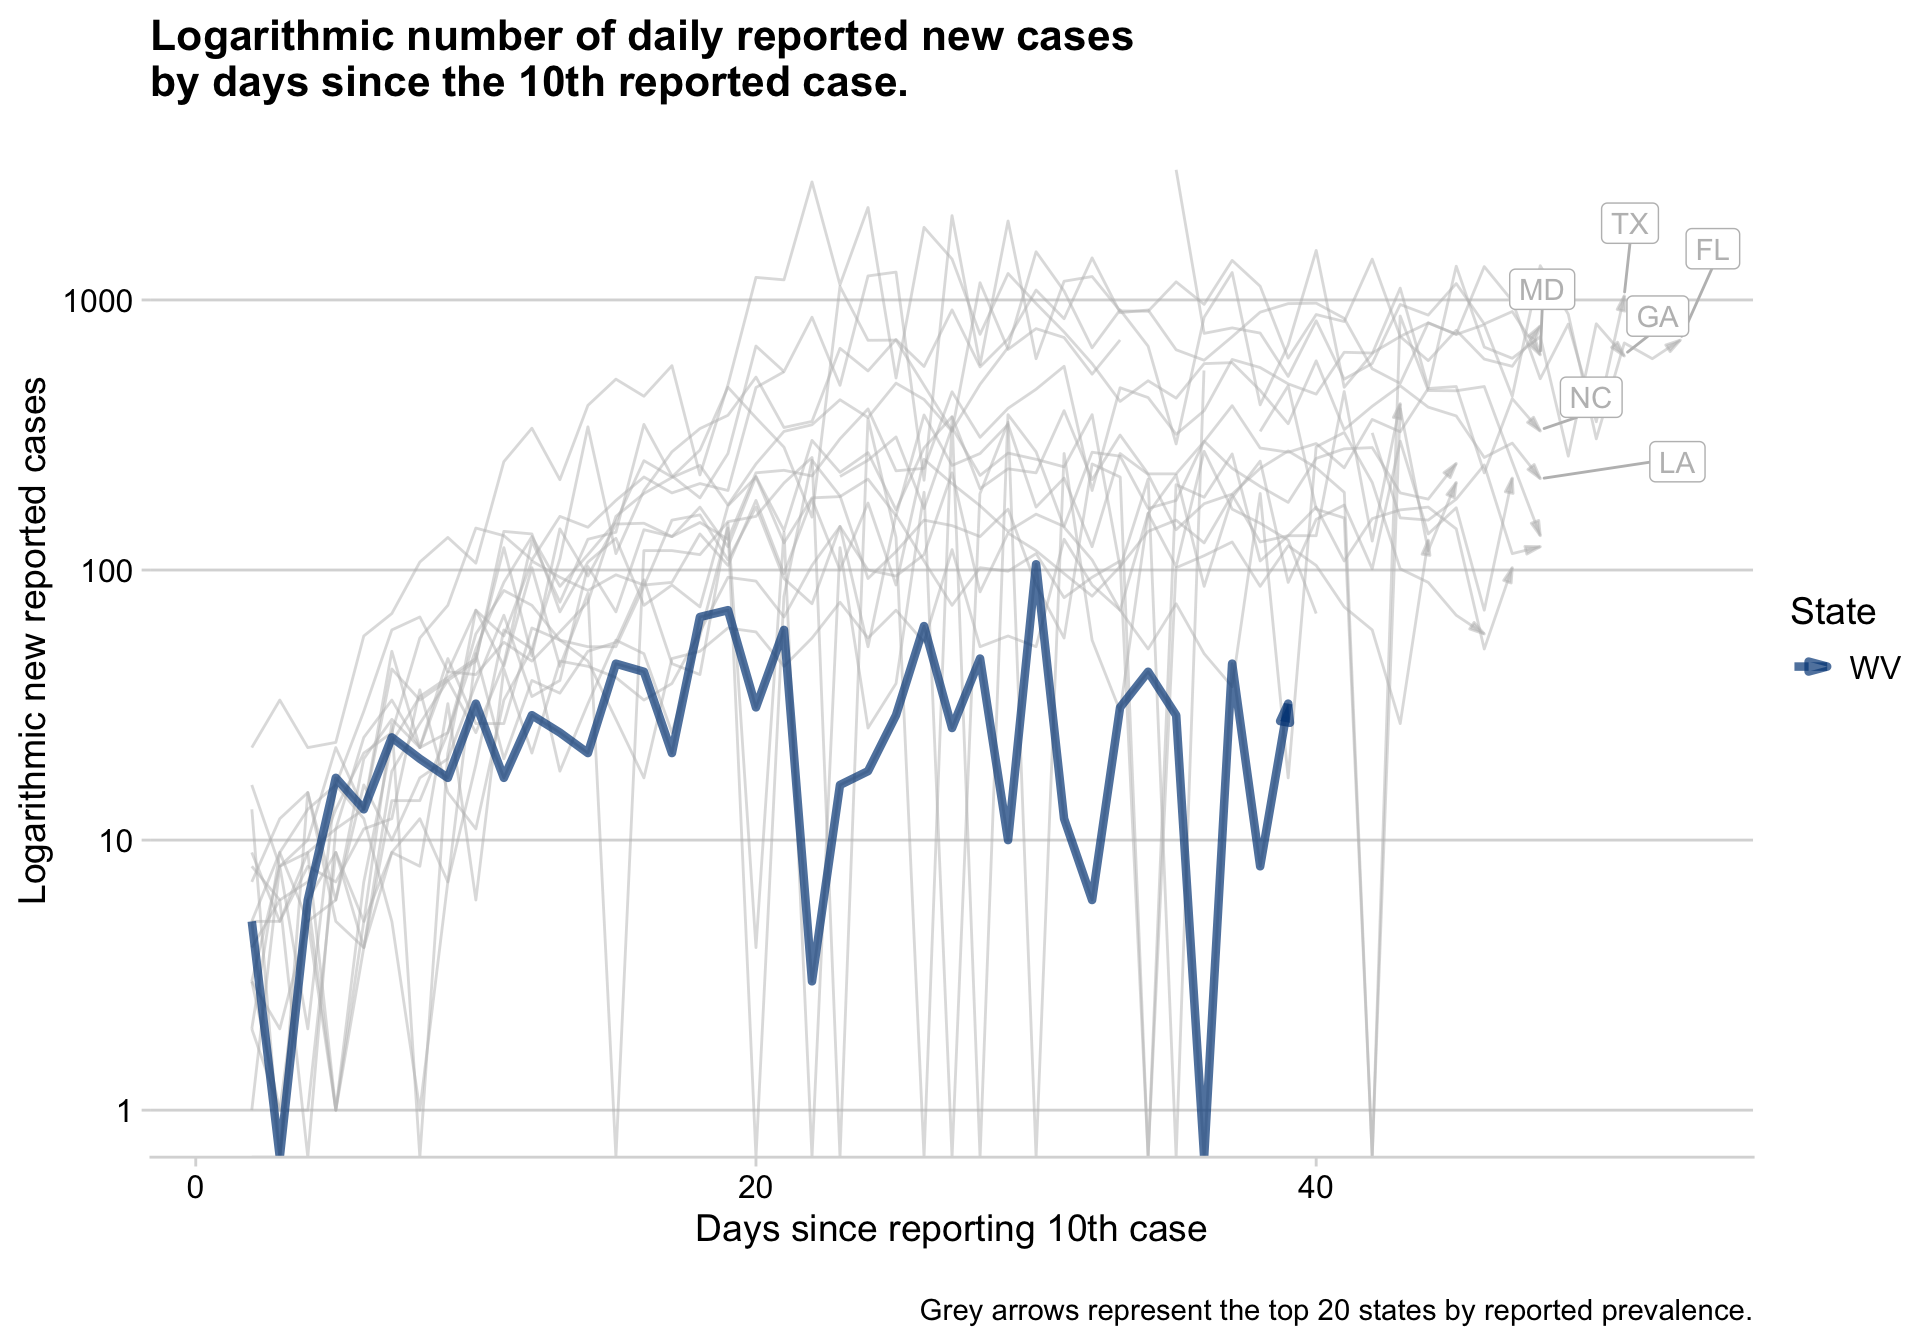 Logarithmic number of daily reported new cases
by days since the 10th reported case.
Logarithmic new reported cases
1000
100
10
1
TX
FL
MD
GA
NC
LA
State
WV
0
20
40
Days since reporting 10th case
Grey arrows represent the top 20 states by reported prevalence.